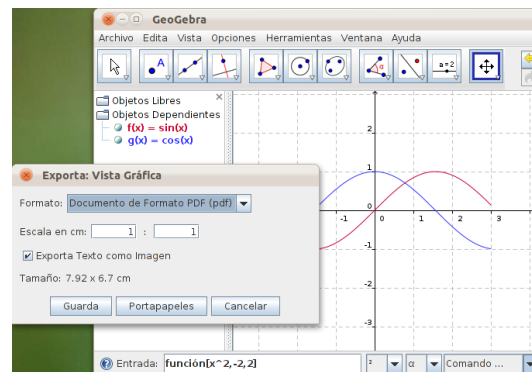 GeoGebra
Archivo Edita Vista Opciones Herramientas Ventana Ayuda
A
α
a=2
Objetos Libres
Objetos Dependientes
f(x) = sin(x)
g(x) = cos(x)
2
1
0
-1 0 1 2 3
-1
-2
-3
Exporta: Vista Gráfica
Formato: Documento de Formato PDF (pdf)
Escala en cm: 1 : 1
Exporta Texto como Imagen
Tamaño: 7.92 x 6.7 cm
Guarda Portapapeles Cancelar
Entrada: función[x^2,-2,2] ² α Comando ...